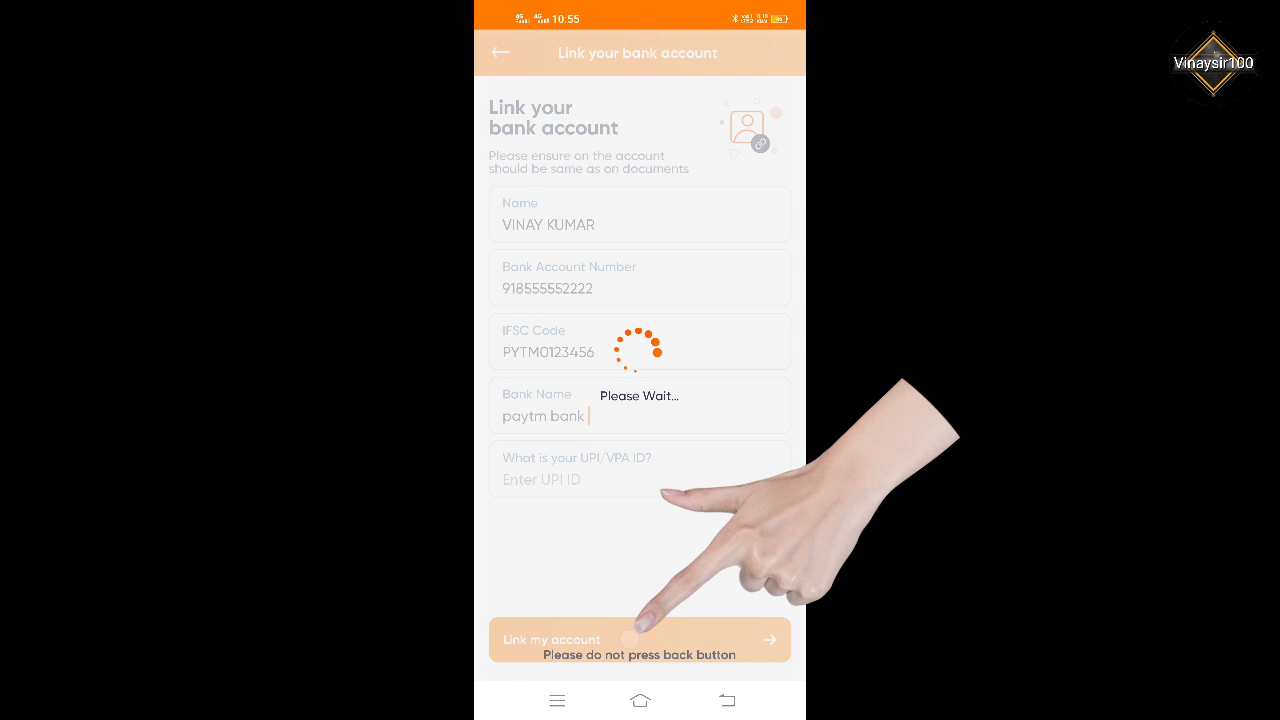 10:55
Link your bank account
Vinaysir100
Link your
bank account
Please ensure on the account
should be same as on documents
Name
VINAY KUMAR
Bank Account Number
918555552222
IFSC Code
PYTM0123456
Bank Name
Please Wait...
paytm bank
What is your UPI/VPA ID?
Enter UPI ID
Link my account
Please do not press back button